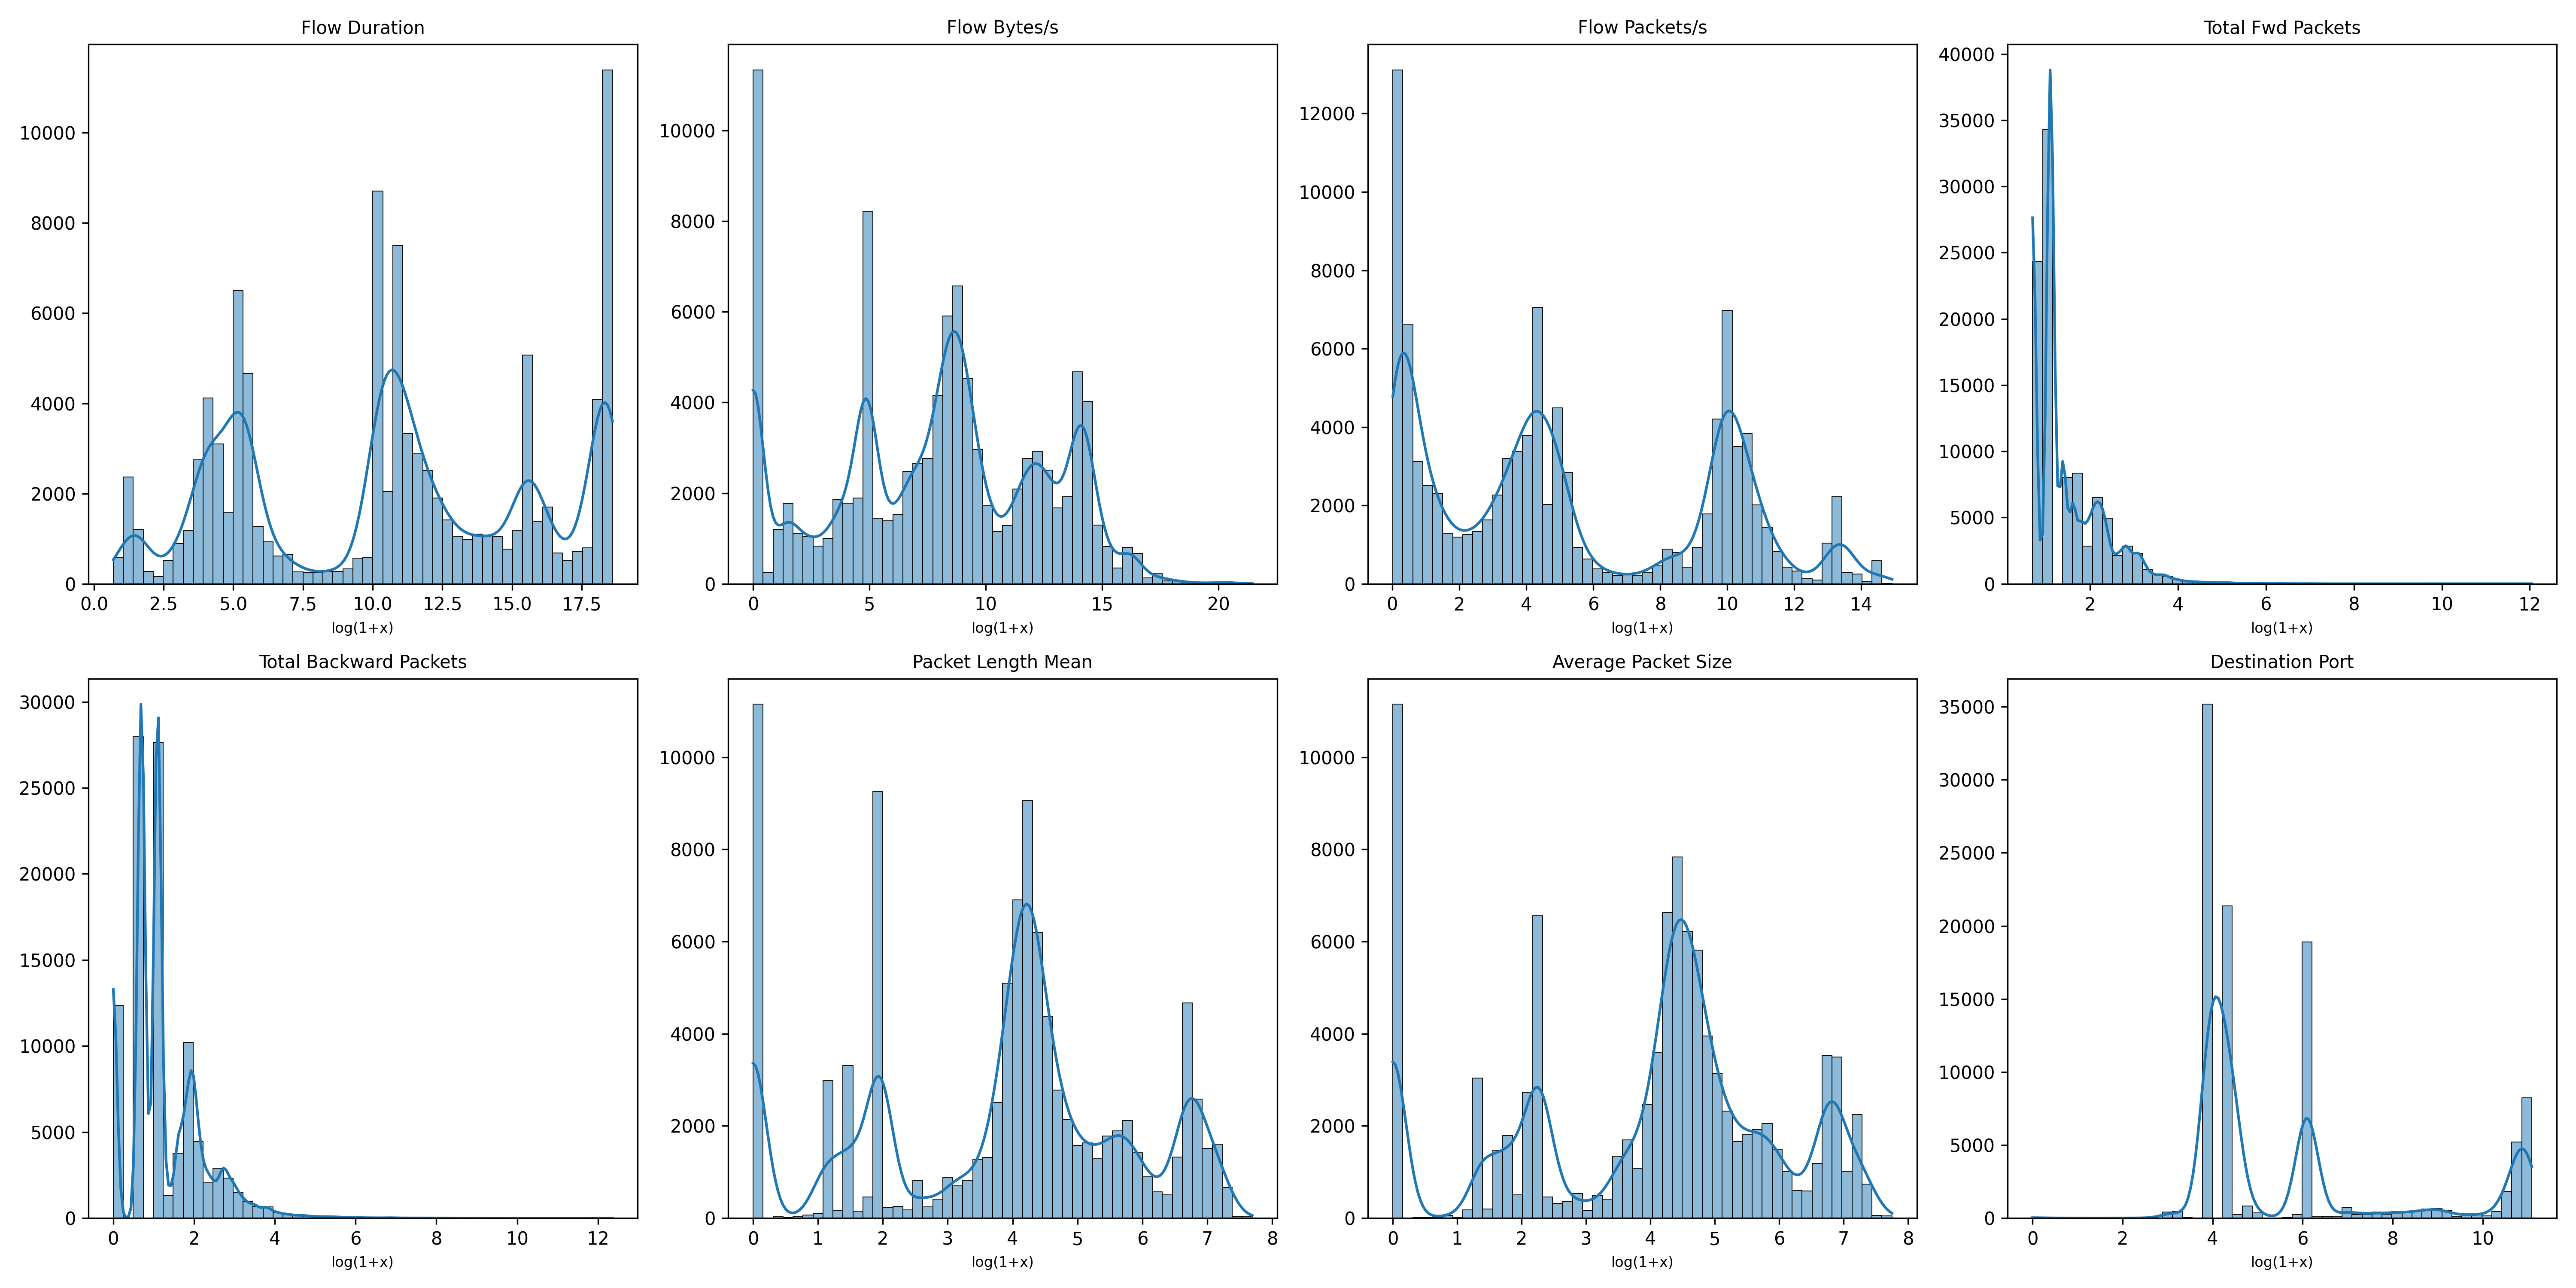 Flow Duration
10000
8000
6000
4000
2000
0
0.0 2.5 5.0 7.5 10.0 12.5 15.0 17.5
log(1+x)
Flow Bytes/s
10000
8000
6000
4000
2000
0
0 5 10 15 20
log(1+x)
Flow Packets/s
12000
10000
8000
6000
4000
2000
0
0 2 4 6 8 10 12 14
log(1+x)
Total Fwd Packets
40000
35000
30000
25000
20000
15000
10000
5000
0
2 4 6 8 10 12
log(1+x)
Total Backward Packets
30000
25000
20000
15000
10000
5000
0
0 2 4 6 8 10 12
log(1+x)
Packet Length Mean
10000
8000
6000
4000
2000
0
0 1 2 3 4 5 6 7 8
log(1+x)
Average Packet Size
10000
8000
6000
4000
2000
0
0 1 2 3 4 5 6 7 8
log(1+x)
Destination Port
35000
30000
25000
20000
15000
10000
5000
0
0 2 4 6 8 10
log(1+x)